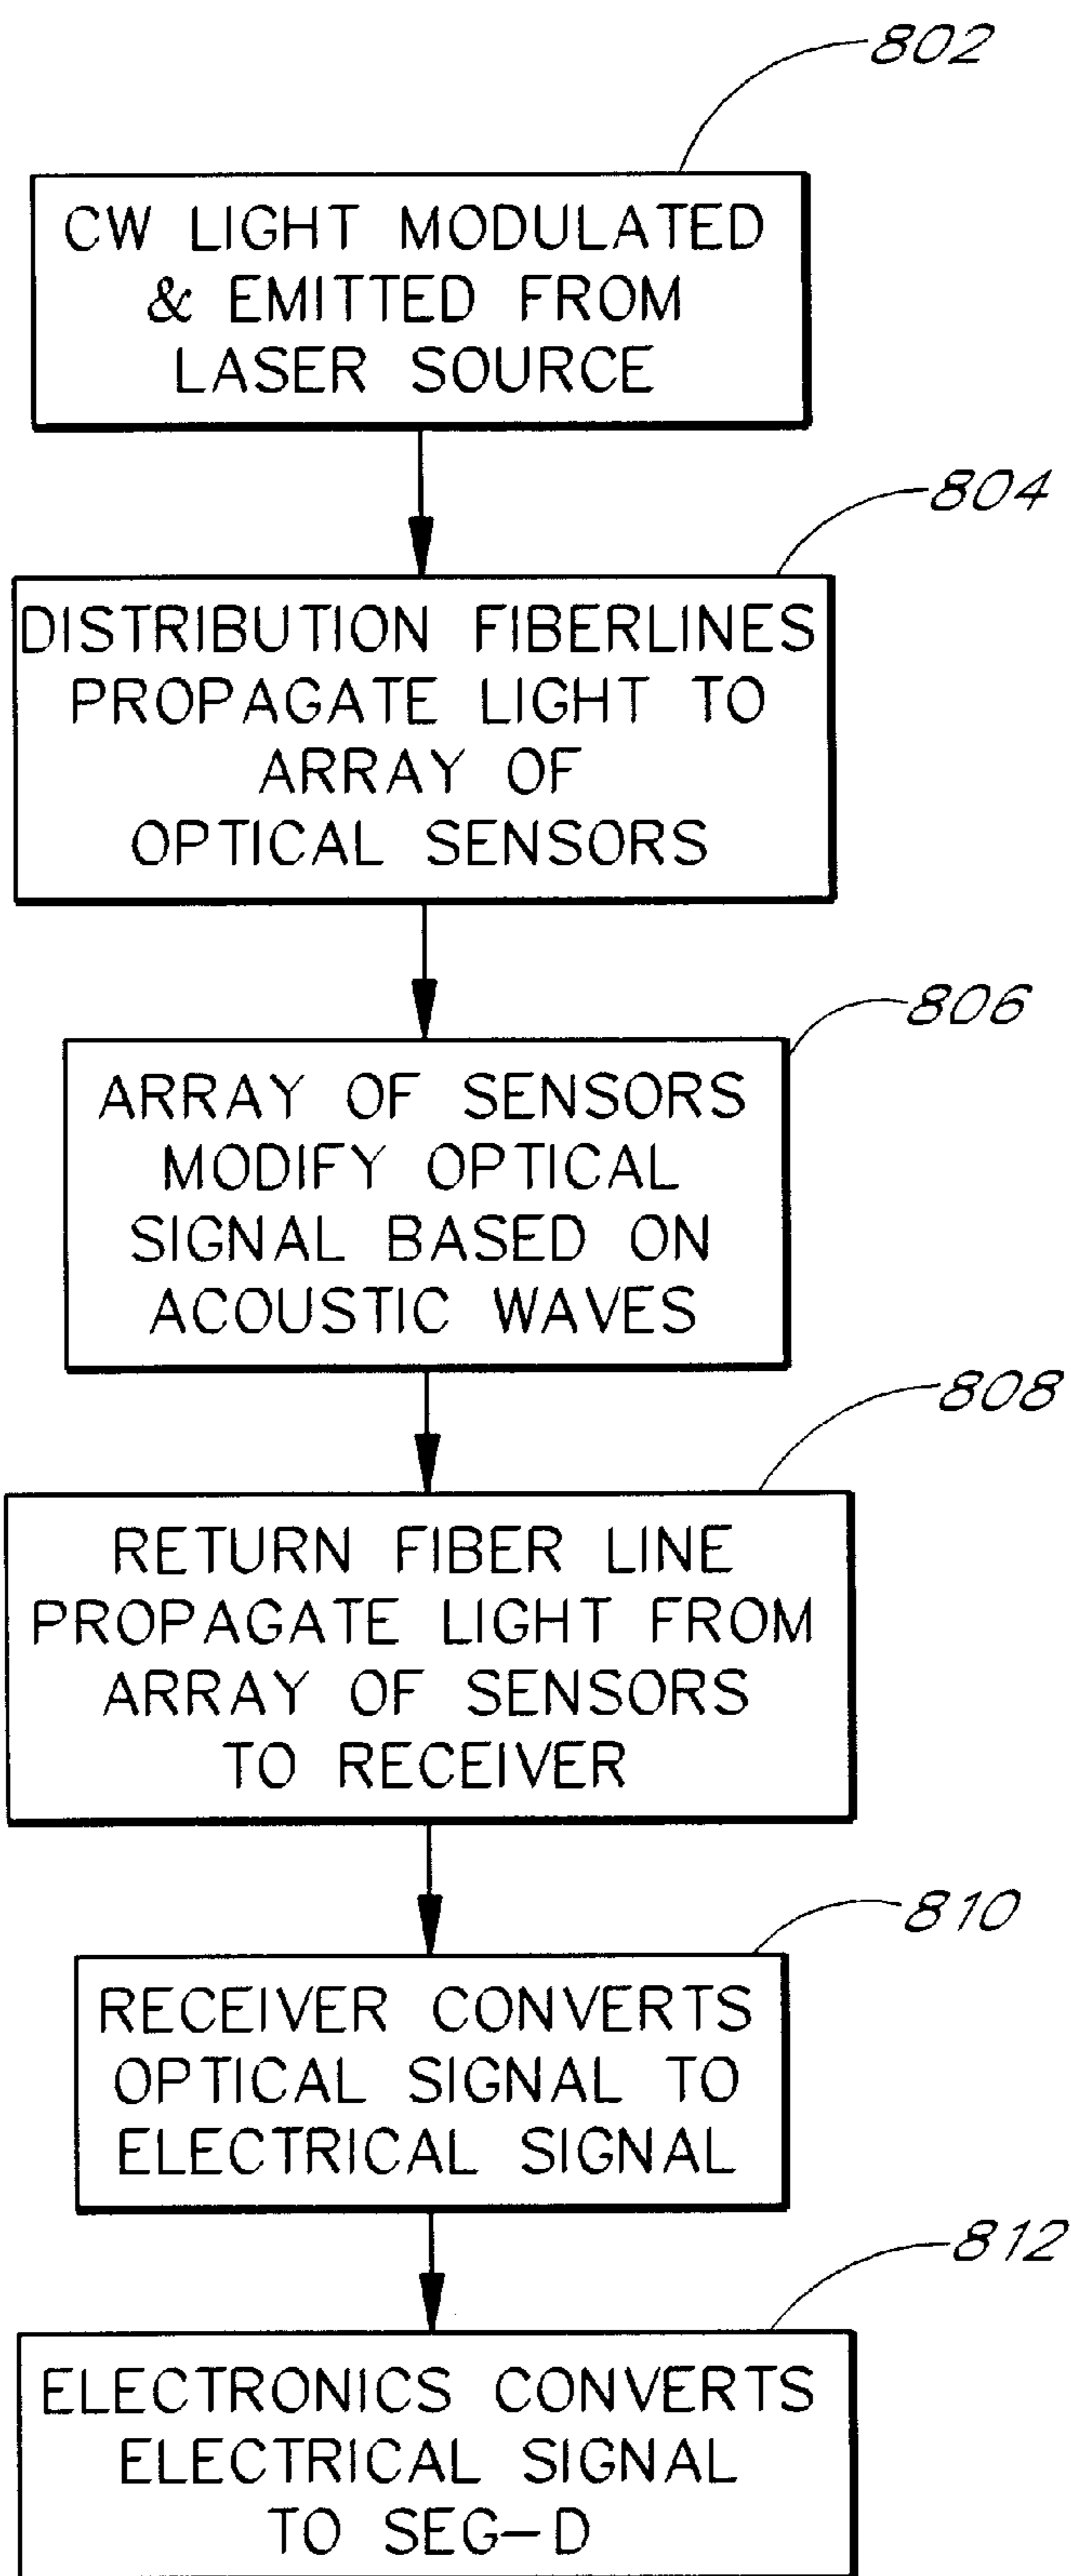 802
CW LIGHT MODULATED
& EMITTED FROM
LASER SOURCE
804
DISTRIBUTION FIBERLINES
PROPAGATE LIGHT TO
ARRAY OF
OPTICAL SENSORS
806
ARRAY OF SENSORS
MODIFY OPTICAL
SIGNAL BASED ON
ACOUSTIC WAVES
808
RETURN FIBER LINE
PROPAGATE LIGHT FROM
ARRAY OF SENSORS
TO RECEIVER
810
RECEIVER CONVERTS
OPTICAL SIGNAL TO
ELECTRICAL SIGNAL
812
ELECTRONICS CONVERTS
ELECTRICAL SIGNAL
TO SEG-D